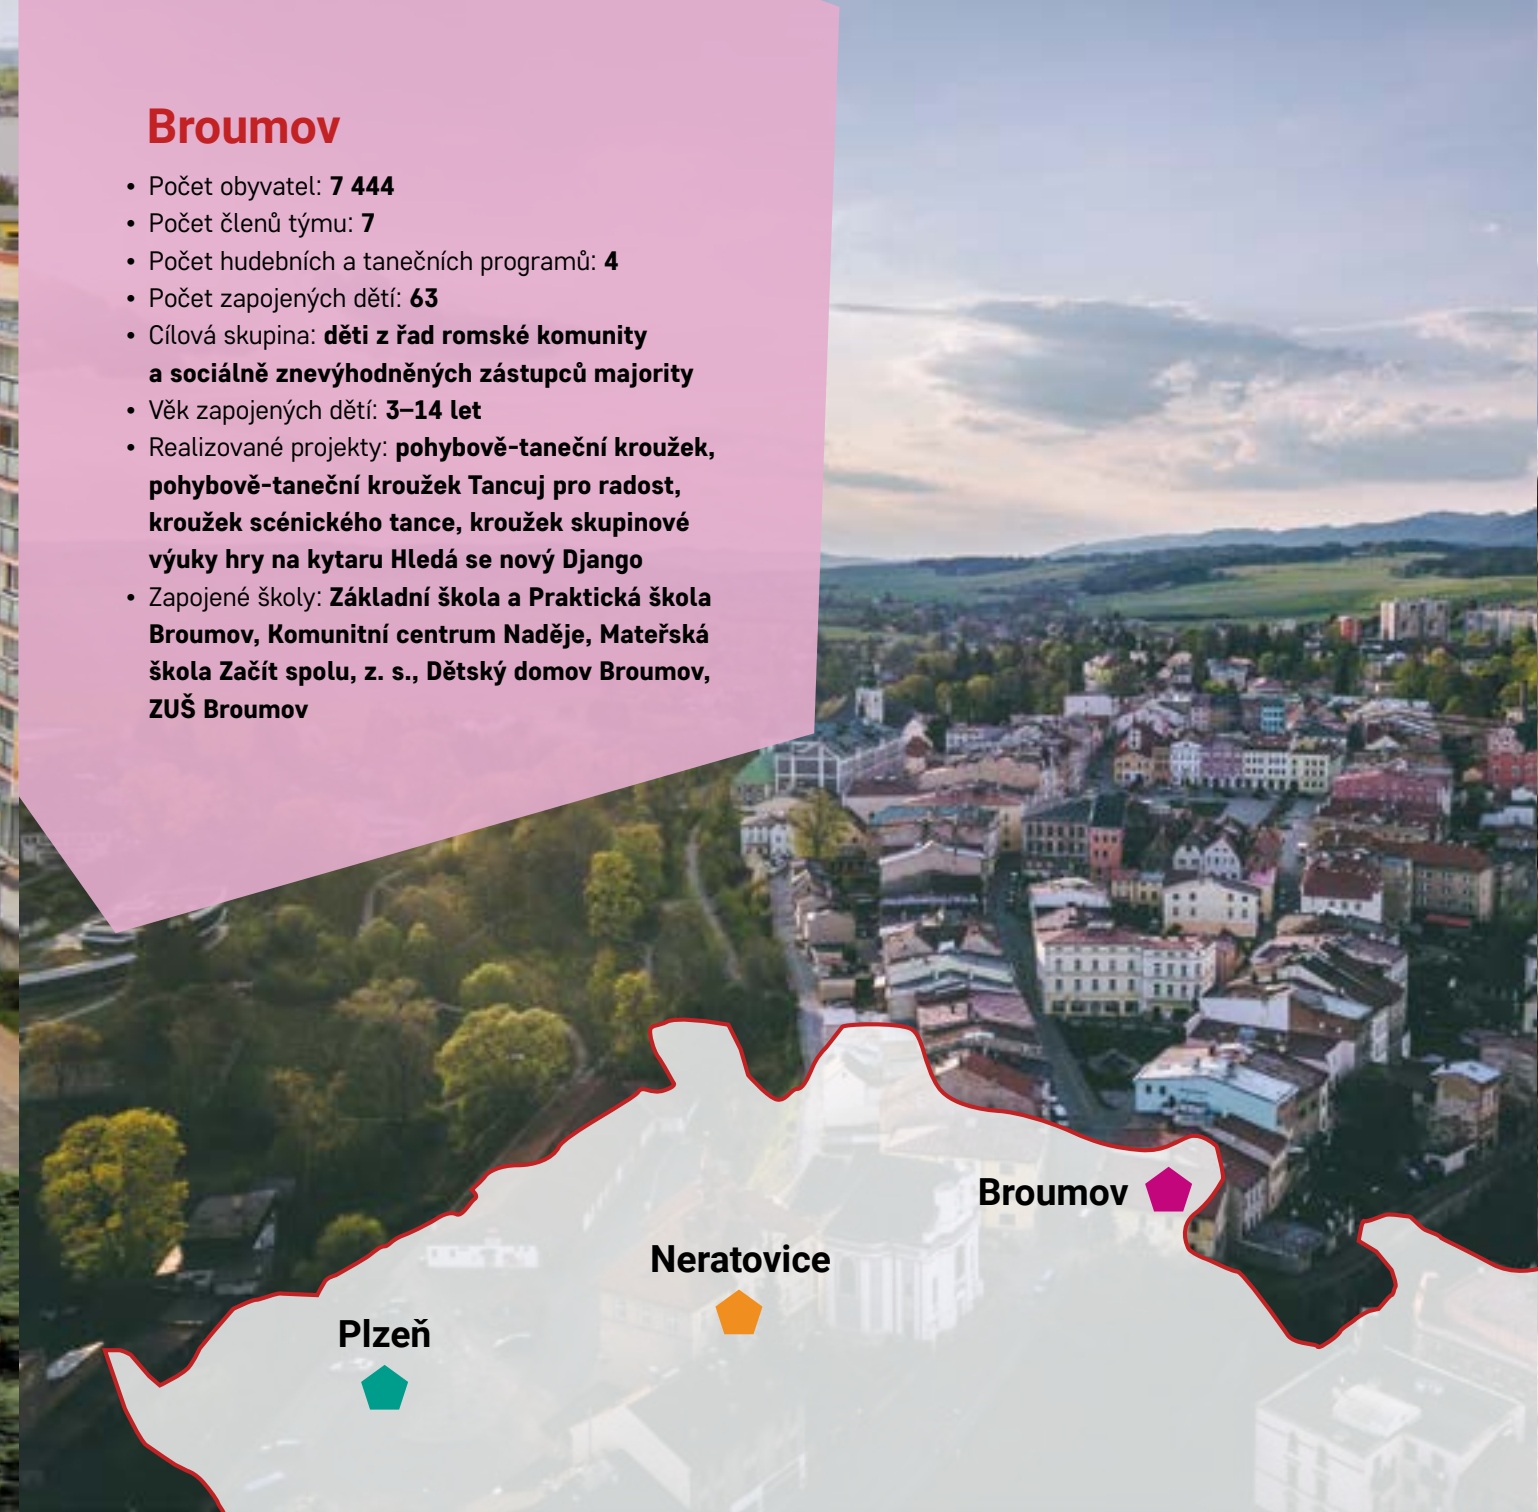 Broumov
• Počet obyvatel: 7 444
• Počet členů týmu: 7
• Počet hudebních a tanečních programů: 4
• Počet zapojených dětí: 63
• Cílová skupina: děti z řad romské komunity
a sociálně znevýhodněných zástupců majority
• Věk zapojených dětí: 3–14 let
• Realizované projekty: pohybově-taneční kroužek,
pohybově-taneční kroužek Tancuj pro radost,
kroužek scénického tance, kroužek skupinové
výuky hry na kytaru Hledá se nový Django
• Zapojené školy: Základní škola a Praktická škola
Broumov, Komunitní centrum Naděje, Mateřská
škola Začít spolu, z. s., Dětský domov Broumov,
ZUŠ Broumov
Broumov
Neratovice
Plzeň